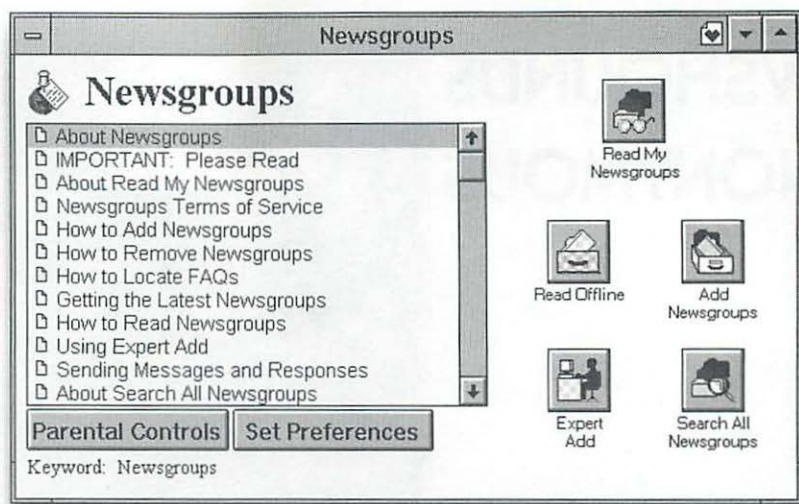 Newsgroups
Newsgroups
About Newsgroups
IMPORTANT: Please Read
About Read My Newsgroups
Newsgroups Terms of Service
How to Add Newsgroups
How to Remove Newsgroups
How to Locate FAQs
Getting the Latest Newsgroups
How to Read Newsgroups
Using Expert Add
Sending Messages and Responses
About Search All Newsgroups
Parental Controls
Set Preferences
Keyword: Newsgroups
Read My
Newsgroups
Read Offline
Add
Newsgroups
Expert
Add
Search All
Newsgroups